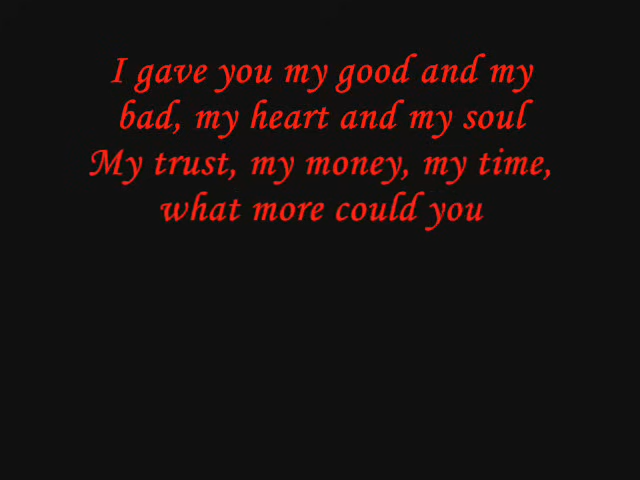 I gave you my good and my
bad, my heart and my soul
My trust, my money, my time,
what more could you